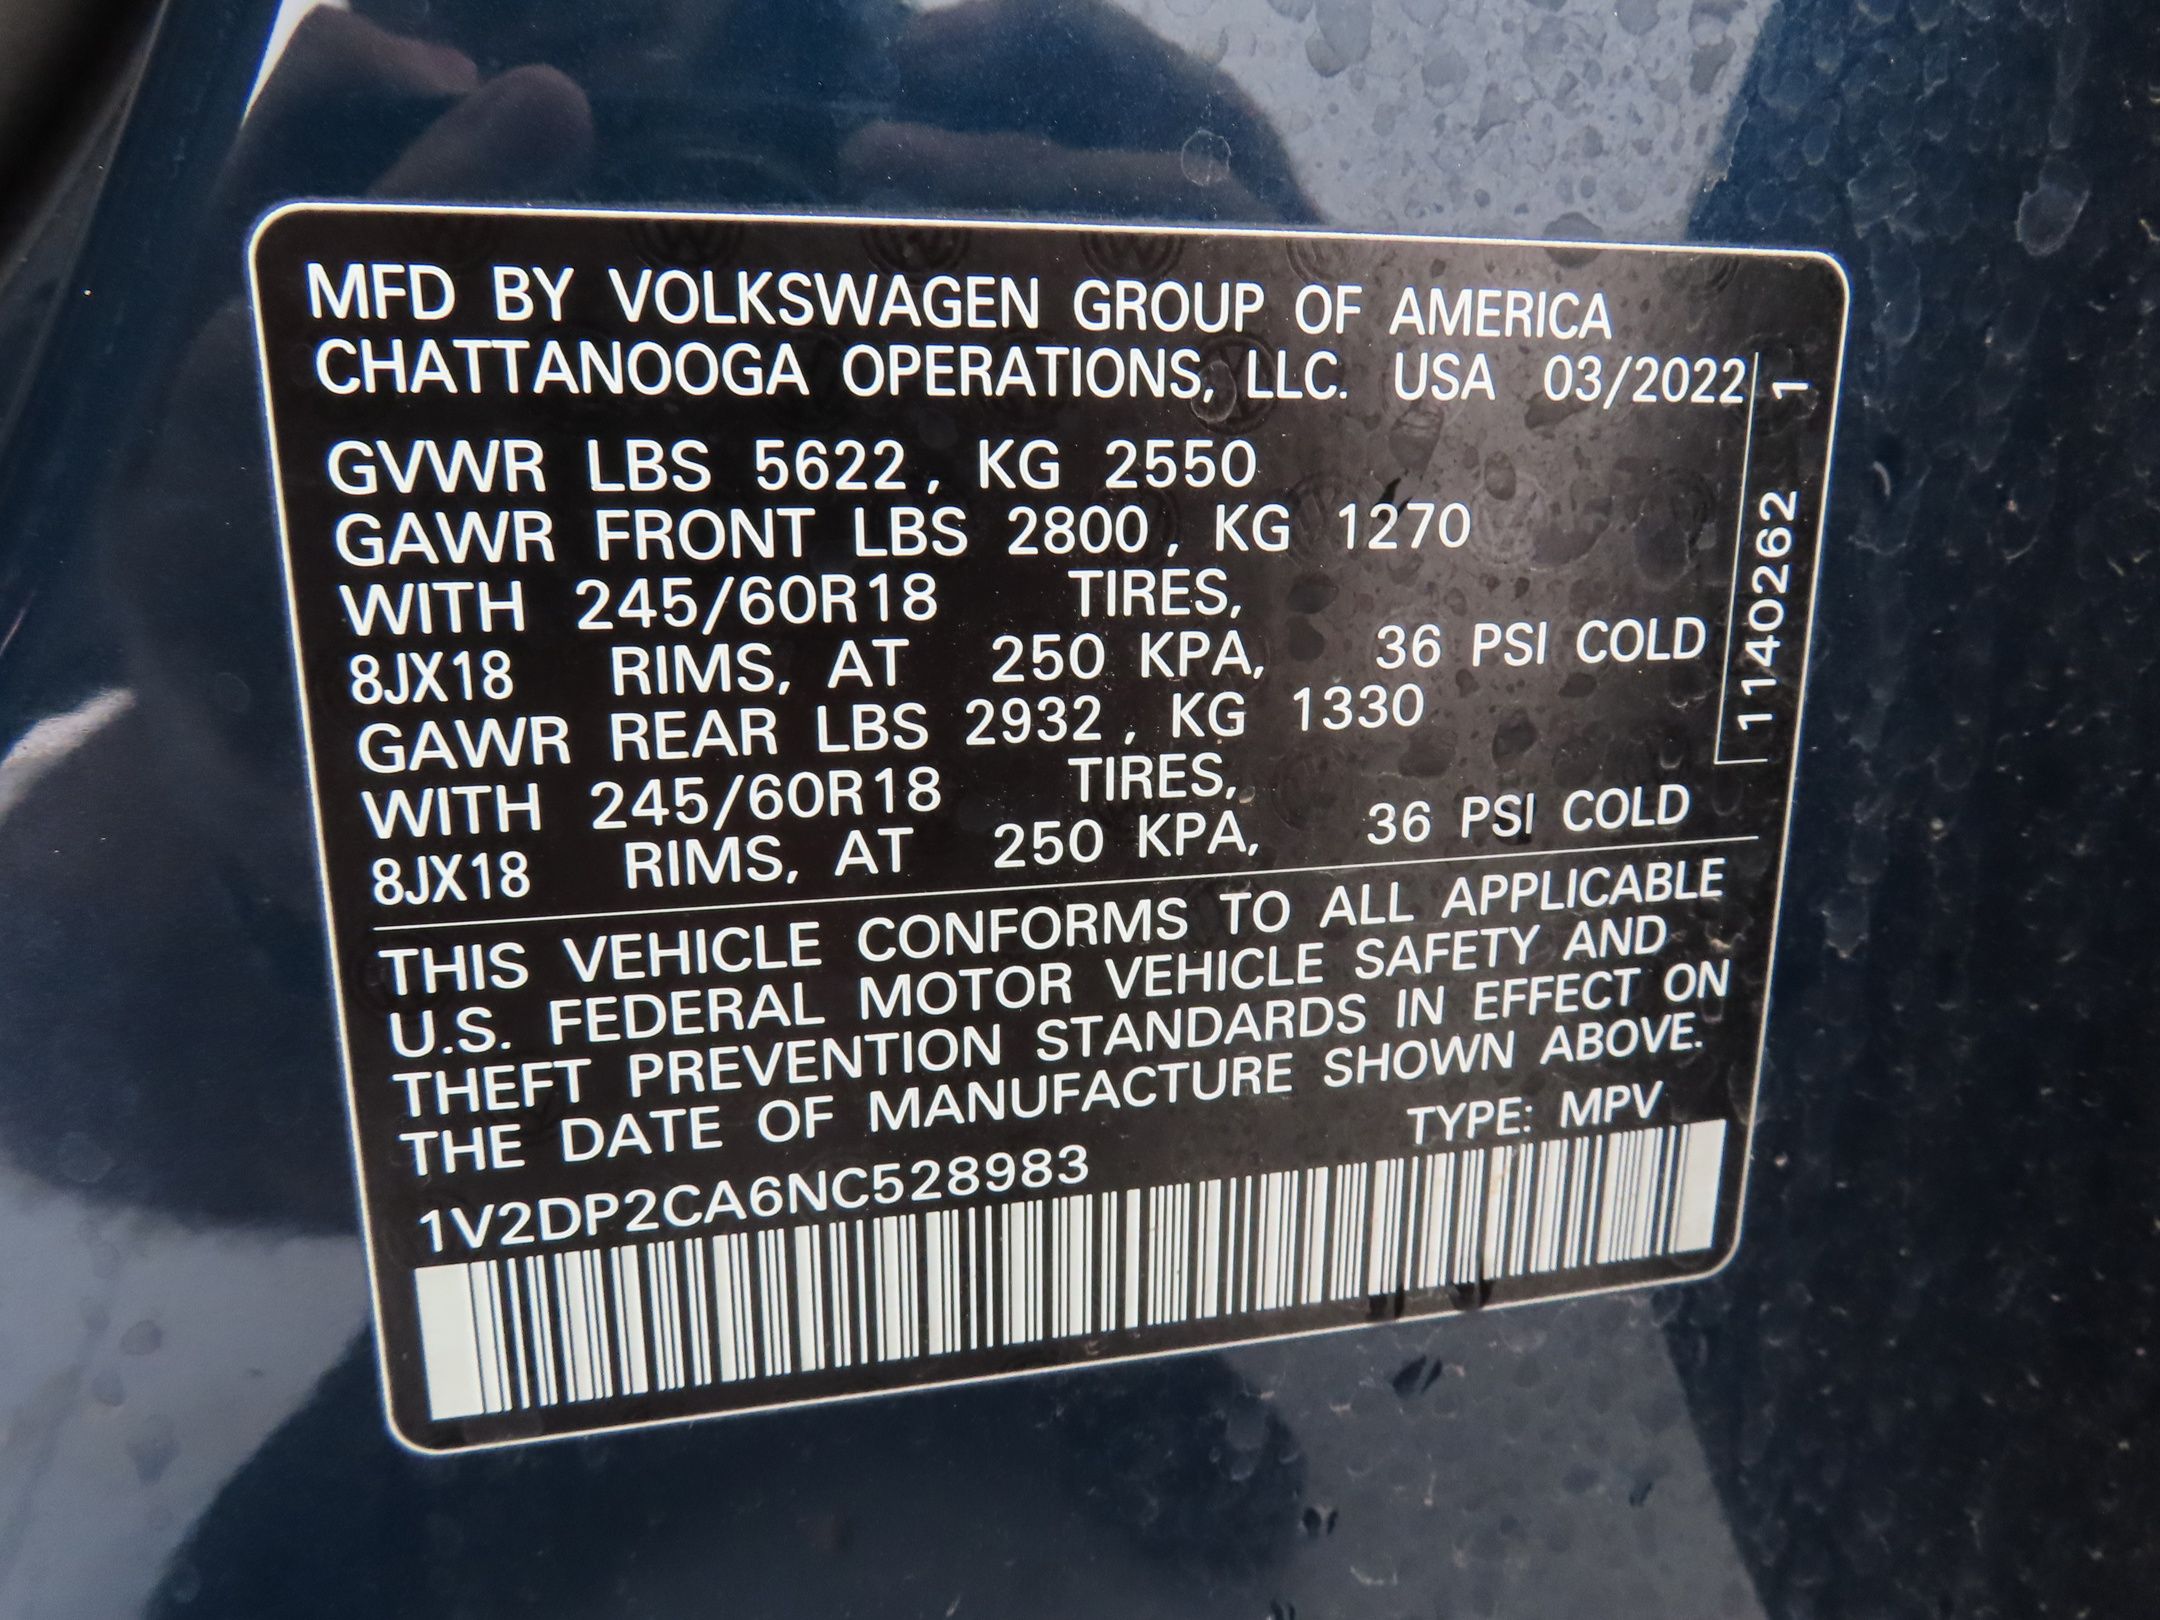 MFD BY VOLKSWAGEN GROUP OF AMERICA
CHATTANOOGA OPERATIONS, LLC. USA 03/2022
GVWR LBS 5622, KG 2550
GAWR FRONT LBS 2800, KG 1270
WITH 245/60R18 TIRES,
8JX18 RIMS, AT 250 KPA, 36 PSI COLD
GAWR REAR LBS 2932, KG 1330
WITH 245/60R18 TIRES,
8JX18 RIMS, AT 250 KPA, 36 PSI COLD
1140262 1
THIS VEHICLE CONFORMS TO ALL APPLICABLE
U.S. FEDERAL MOTOR VEHICLE SAFETY AND
THEFT PREVENTION STANDARDS IN EFFECT ON
THE DATE OF MANUFACTURE SHOWN ABOVE.
1V2DP2CA6NC528983 TYPE: MPV